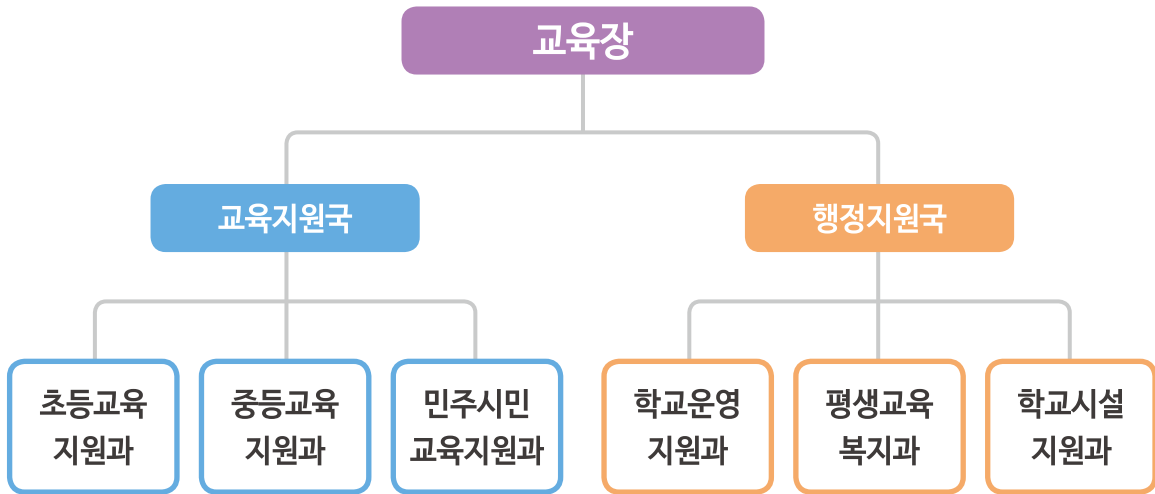 교육장
교육지원국
행정지원국
초등교육
지원과
중등교육
지원과
민주시민
교육지원과
학교운영
지원과
평생교육
복지과
학교시설
지원과